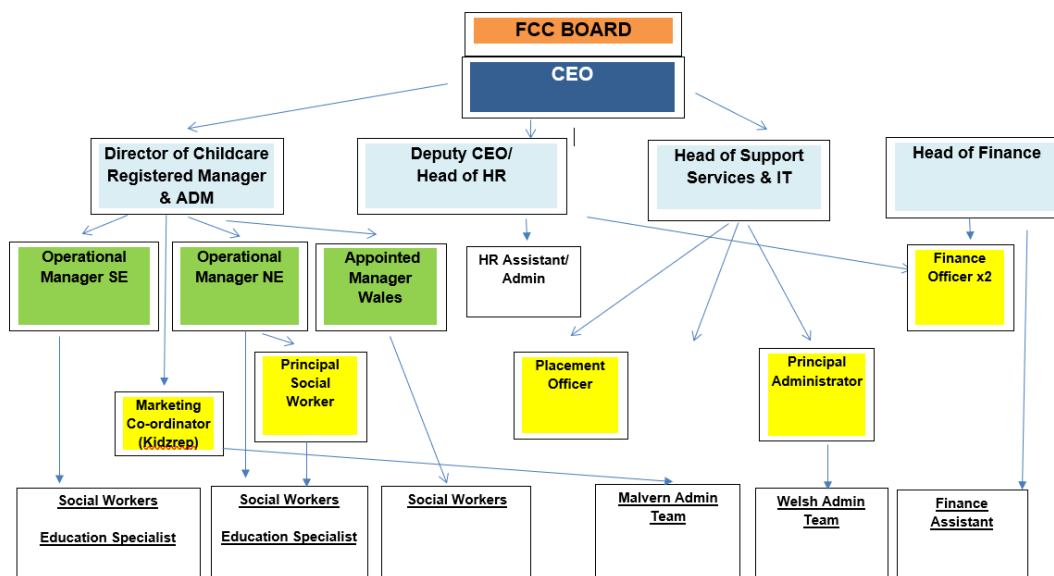 FCC BOARD
CEO
Director of Childcare
Registered Manager
& ADM
Deputy CEO/
Head of HR
Head of Support
Services & IT
Head of Finance
Operational
Manager SE
Operational
Manager NE
Appointed
Manager
Wales
HR Assistant/
Admin
Finance
Officer x2
Principal
Social
Worker
Placement
Officer
Principal
Administrator
Marketing
Co-ordinator
(Kidzrep)
Social Workers
Education Specialist
Social Workers
Education Specialist
Social Workers
Malvern Admin
Team
Welsh Admin
Team
Finance
Assistant